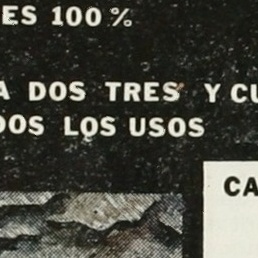 ES 100 %
A DOS TRES Y CU
DOS LOS USOS
CA